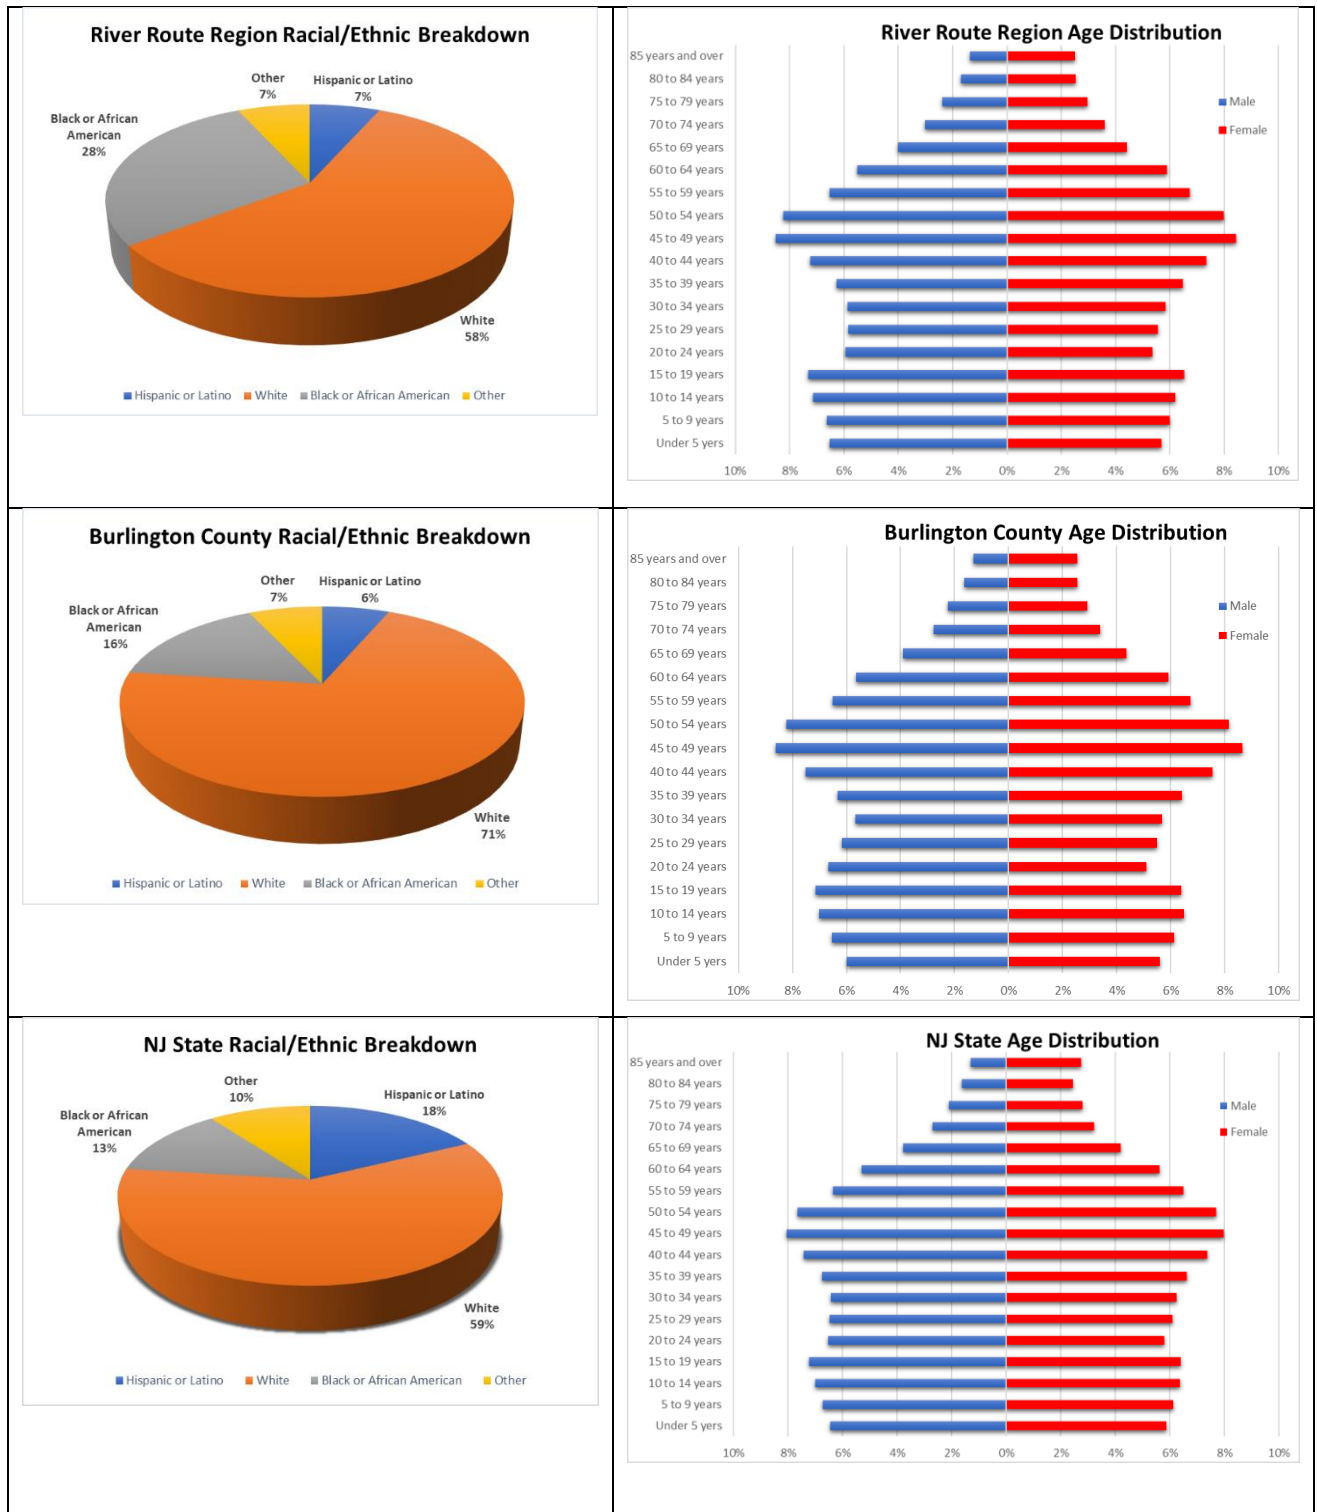 River Route Region Racial/Ethnic Breakdown
Other
7%
Hispanic or Latino
7%
Black or African
American
28%
White
58%
Hispanic or Latino White Black or African American Other
River Route Region Age Distribution
85 years and over
80 to 84 years
75 to 79 years
70 to 74 years
65 to 69 years
60 to 64 years
55 to 59 years
50 to 54 years
45 to 49 years
40 to 44 years
35 to 39 years
30 to 34 years
25 to 29 years
20 to 24 years
15 to 19 years
10 to 14 years
5 to 9 years
Under 5 yers
10% 8% 6% 4% 2% 0% 2% 4% 6% 8% 10%
Male
Female
Burlington County Racial/Ethnic Breakdown
Other
7%
Hispanic or Latino
6%
Black or African
American
16%
White
71%
Hispanic or Latino White Black or African American Other
Burlington County Age Distribution
85 years and over
80 to 84 years
75 to 79 years
70 to 74 years
65 to 69 years
60 to 64 years
55 to 59 years
50 to 54 years
45 to 49 years
40 to 44 years
35 to 39 years
30 to 34 years
25 to 29 years
20 to 24 years
15 to 19 years
10 to 14 years
5 to 9 years
Under 5 yers
10% 8% 6% 4% 2% 0% 2% 4% 6% 8% 10%
Male
Female
NJ State Racial/Ethnic Breakdown
Other
10%
Hispanic or Latino
18%
Black or African
American
13%
White
59%
Hispanic or Latino White Black or African American Other
NJ State Age Distribution
85 years and over
80 to 84 years
75 to 79 years
70 to 74 years
65 to 69 years
60 to 64 years
55 to 59 years
50 to 54 years
45 to 49 years
40 to 44 years
35 to 39 years
30 to 34 years
25 to 29 years
20 to 24 years
15 to 19 years
10 to 14 years
5 to 9 years
Under 5 yers
10% 8% 6% 4% 2% 0% 2% 4% 6% 8% 10%
Male
Female